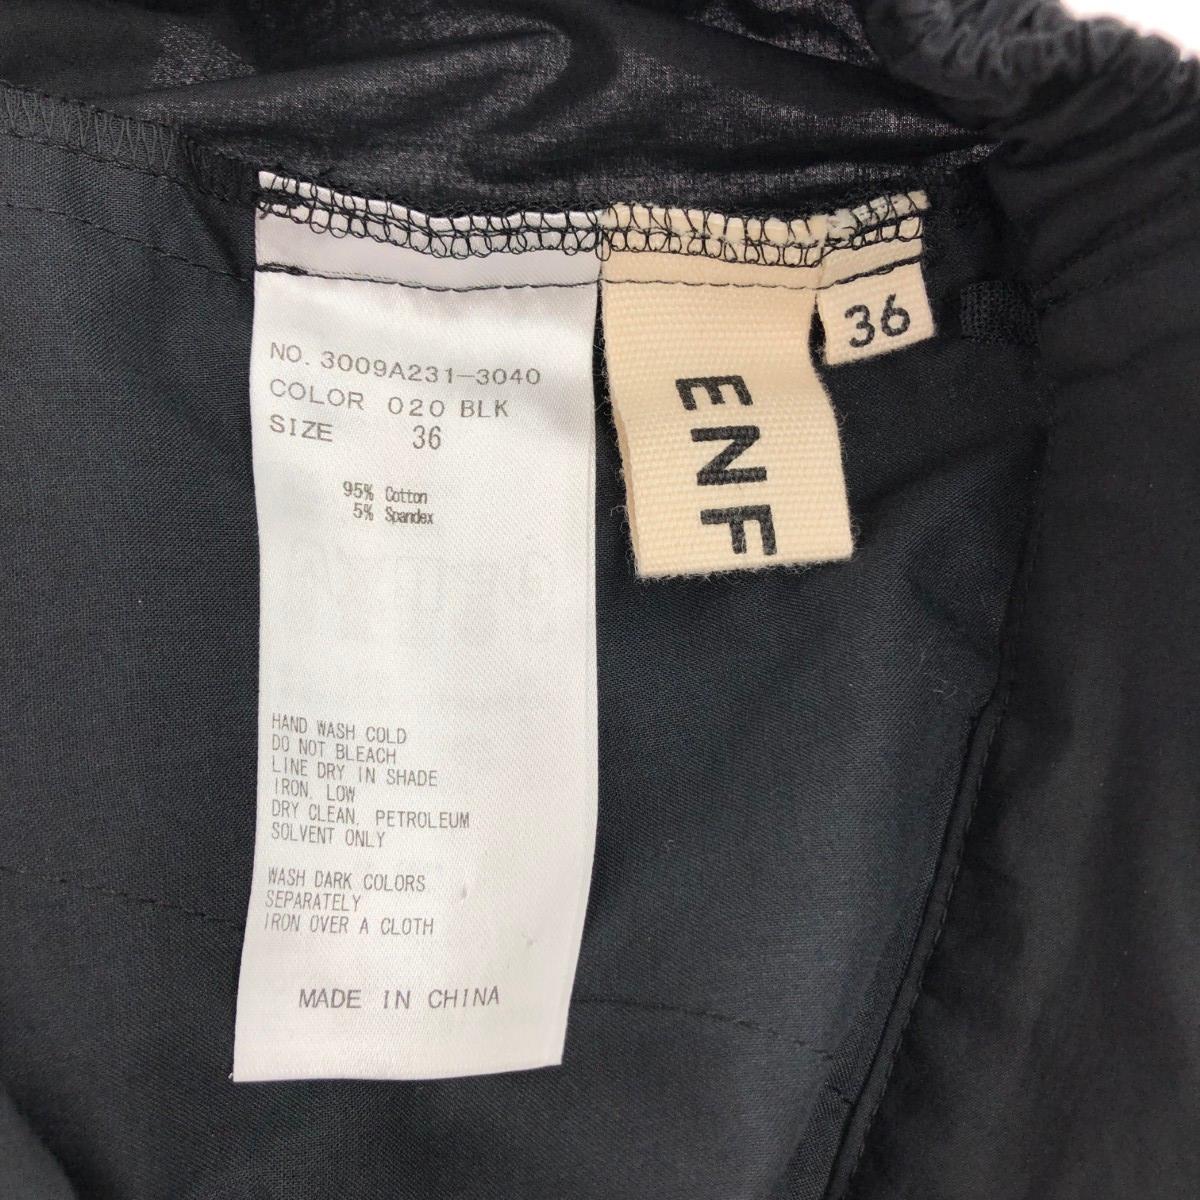 NO. 3009A231-3040
COLOR 020 BLK
SIZE 36
95% Cotton
5% Spandex
HAND WASH COLD
DO NOT BLEACH
LINE DRY IN SHADE
IRON, LOW
DRY CLEAN, PETROLEUM
SOLVENT ONLY
WASH DARK COLORS
SEPARATELY
IRON OVER A CLOTH
MADE IN CHINA
ENF
36